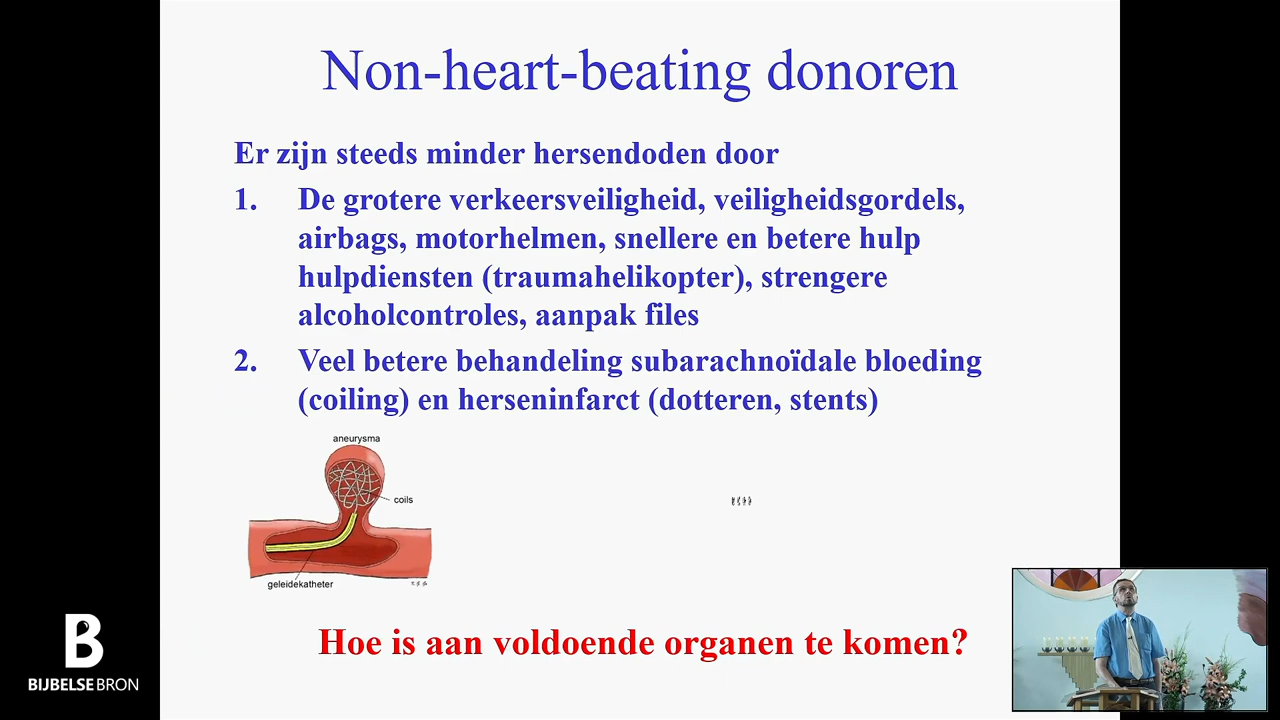 Non-heart-beating donoren
Er zijn steeds minder hersendoden door
1. De grotere verkeersveiligheid, veiligheidsgordels,
airbags, motorhelmen, snellere en betere hulp
hulpdiensten (traumahelikopter), strengere
alcoholcontroles, aanpak files
2. Veel betere behandeling subarachnoïdale bloeding
(coiling) en herseninfarct (dotteren, stents)
aneurysma
coils
geleidekatheter
Hoe is aan voldoende organen te komen?
B
BIJBELSE BRON